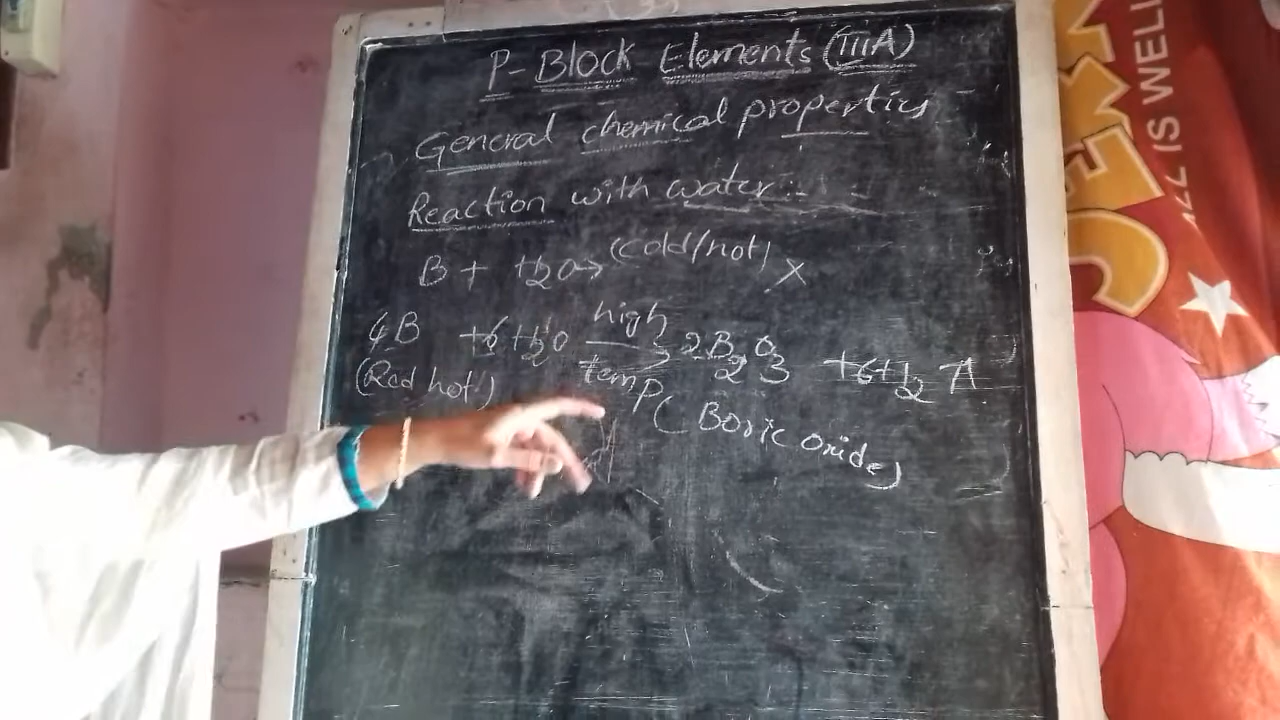 P-Block Elements (IIIA)
General chemical properties
Reaction with water:
B + H2O → (cold/hot) X
4B + 6H2O high temp → 2B2O3 + 6H2 ↑
(Red hot) (Boric oxide)
ALL IS WELL